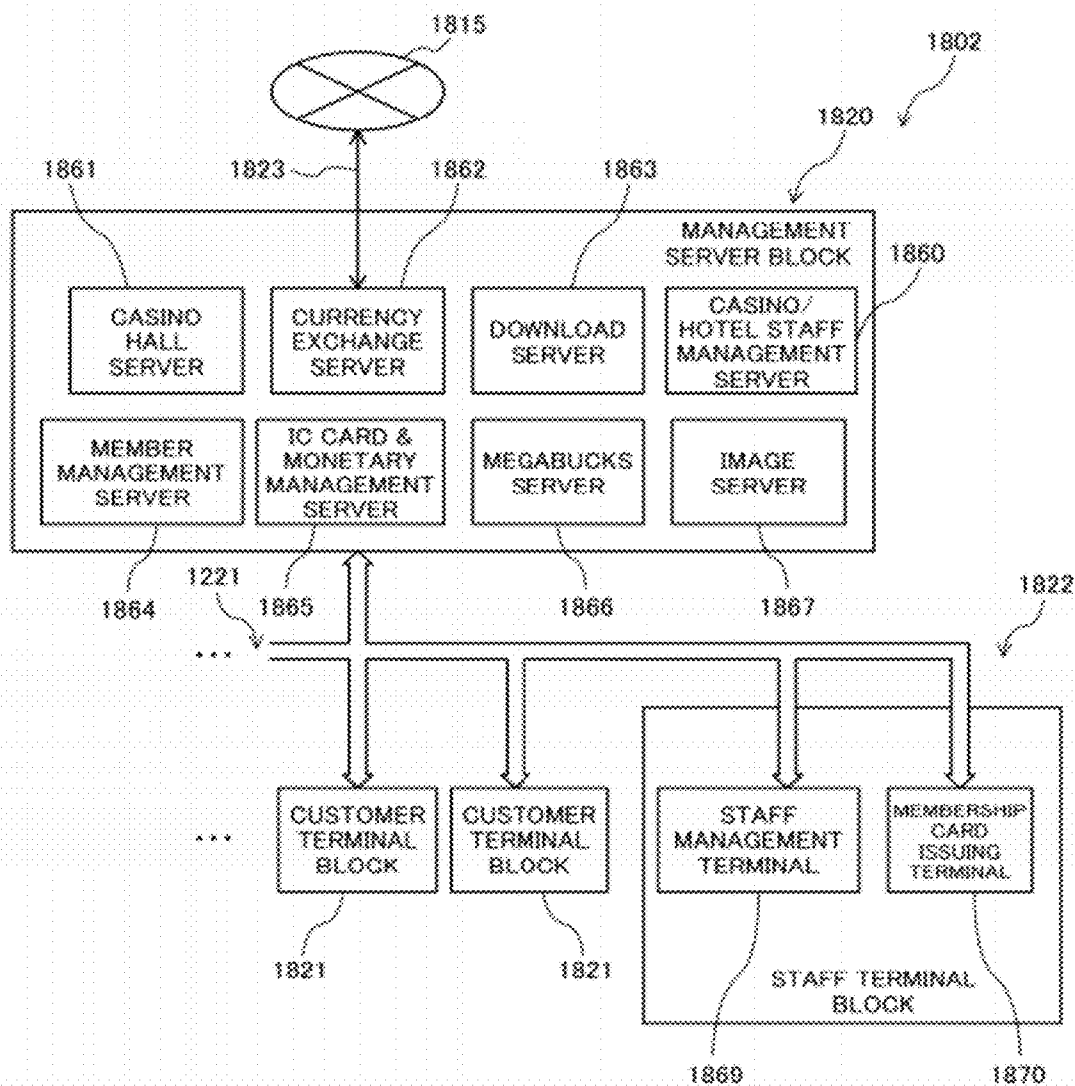 1815
1802
1820
1861
1823
1862
1863
MANAGEMENT
SERVER BLOCK
1860
CASINO
HALL
SERVER
CURRENCY
EXCHANGE
SERVER
DOWNLOAD
SERVER
CASINO/
HOTEL STAFF
MANAGEMENT
SERVER
MEMBER
MANAGEMENT
SERVER
IC CARD &
MONETARY
MANAGEMENT
SERVER
MEGABUCKS
SERVER
IMAGE
SERVER
1864
1221
1865
1866
1867
1822
...
...
CUSTOMER
TERMINAL
BLOCK
CUSTOMER
TERMINAL
BLOCK
STAFF
MANAGEMENT
TERMINAL
MEMBERSHIP
CARD
ISSUING
TERMINAL
1821
1821
STAFF TERMINAL
BLOCK
1869
1870